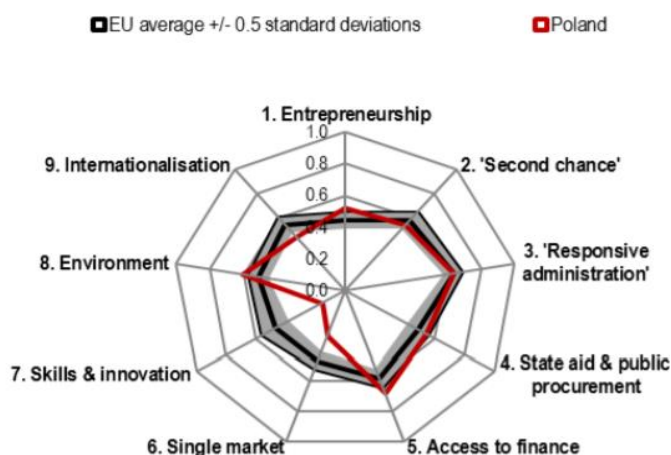 EU average +/- 0.5 standard deviations
Poland
1. Entrepreneurship
1.0
0.8
0.6
0.4
0.2
0.0
2. 'Second chance'
3. 'Responsive
administration'
4. State aid & public
procurement
5. Access to finance
6. Single market
7. Skills & innovation
8. Environment
9. Internationalisation